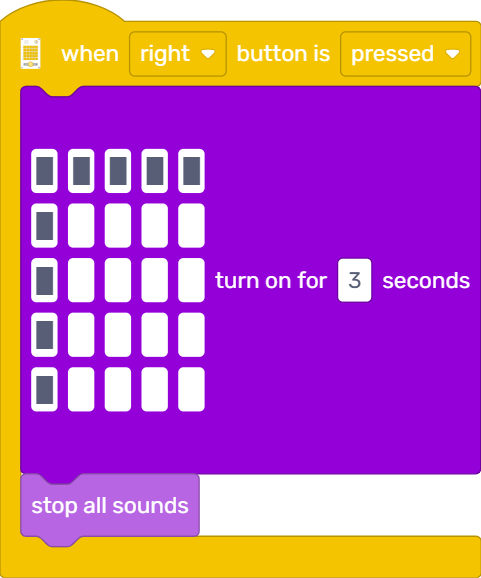 when right button is pressed
turn on for 3 seconds
stop all sounds